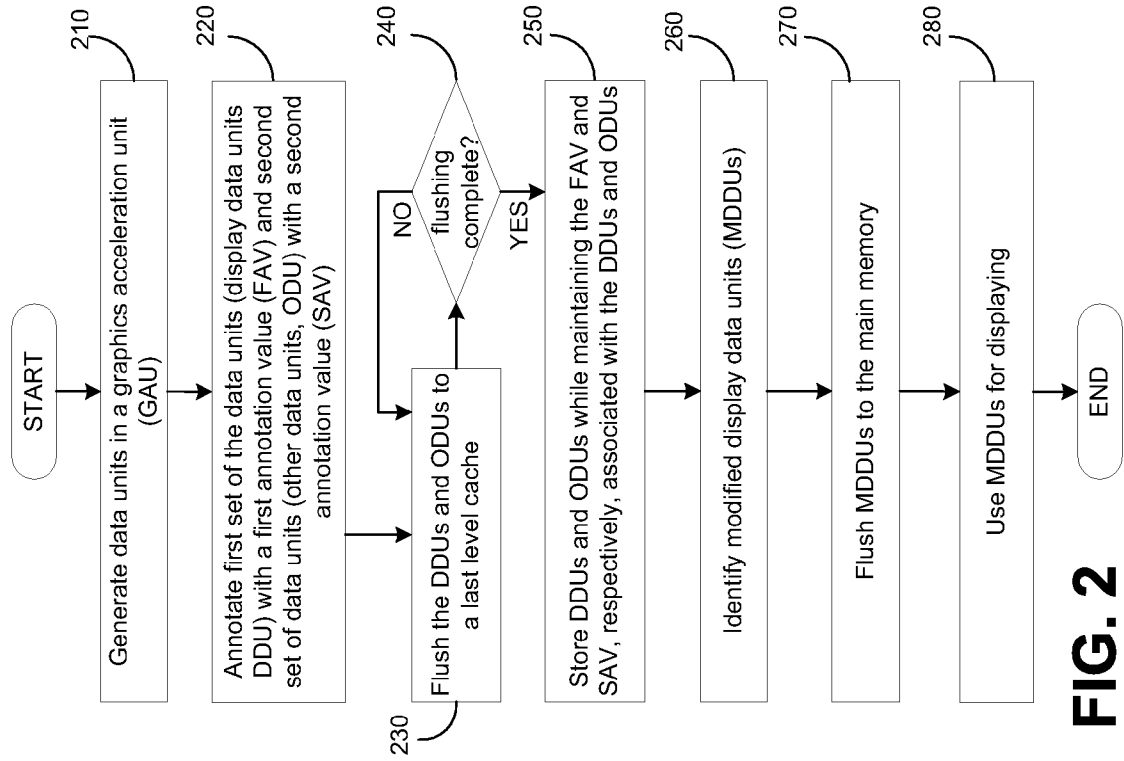 START
210
Generate data units in a graphics acceleration unit
(GAU)
220
Annotate first set of the data units (display data units
DDU) with a first annotation value (FAV) and second
set of data units (other data units, ODU) with a second
annotation value (SAV)
230
Flush the DDUs and ODUs to
a last level cache
240
flushing
complete?
NO
YES
250
Store DDUs and ODUs while maintaining the FAV and
SAV, respectively, associated with the DDUs and ODUs
260
Identify modified display data units (MDDUs)
270
Flush MDDUs to the main memory
280
Use MDDUs for displaying
END
FIG. 2